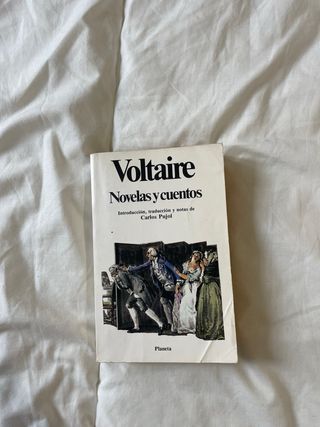 Voltaire
Novelas y cuentos
Introducción, traducción y notas de
Carlos Pujol
Planeta